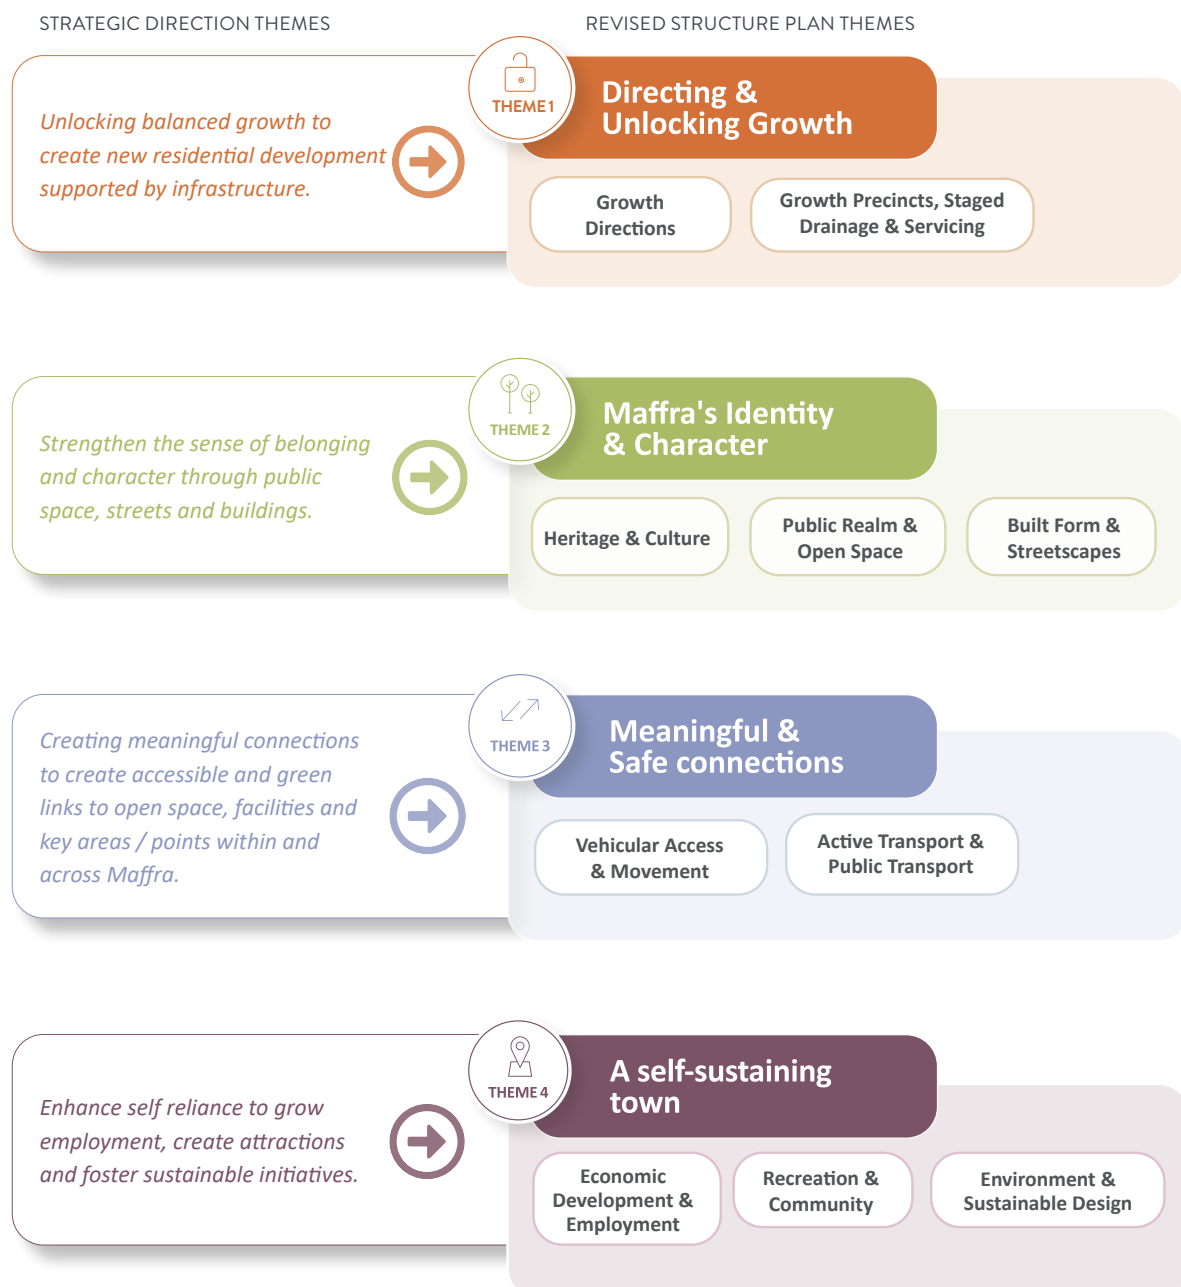 STRATEGIC DIRECTION THEMES
REVISED STRUCTURE PLAN THEMES
Unlocking balanced growth to
create new residential development
supported by infrastructure.
THEME 1
Directing &
Unlocking Growth
Growth
Directions
Growth Precincts, Staged
Drainage & Servicing
Strengthen the sense of belonging
and character through public
space, streets and buildings.
THEME 2
Maffra's Identity
& Character
Heritage & Culture
Public Realm &
Open Space
Built Form &
Streetscapes
Creating meaningful connections
to create accessible and green
links to open space, facilities and
key areas / points within and
across Maffra.
THEME 3
Meaningful &
Safe connections
Vehicular Access
& Movement
Active Transport &
Public Transport
Enhance self reliance to grow
employment, create attractions
and foster sustainable initiatives.
THEME 4
A self-sustaining
town
Economic
Development &
Employment
Recreation &
Community
Environment &
Sustainable Design